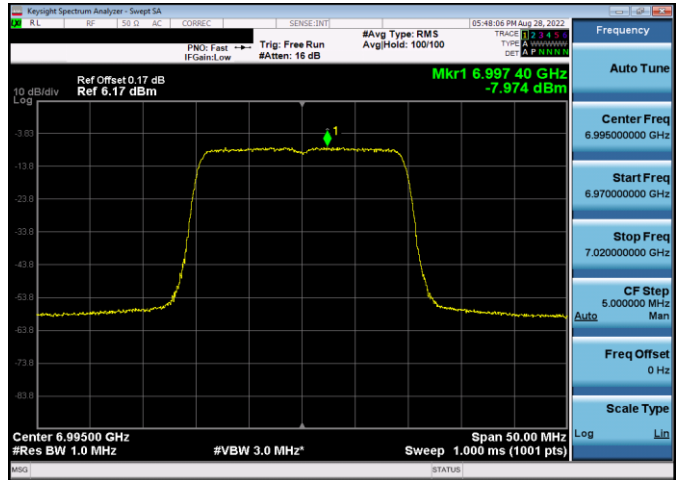 Keysight Spectrum Analyzer - Swept SA
RL RF 50 Ω AC CORREC SENSE:INT 05:48:06 PM Aug 28, 2022
Frequency
PNO: Fast Trig: Free Run #Avg Type: RMS TRACE 1 2 3 4 5 6
IFGain:Low #Atten: 16 dB Avg|Hold: 100/100 TYPE A WWWWW
DET A P N N N N
Auto Tune
Mkr1 6.997 40 GHz
-7.974 dBm
Ref Offset 0.17 dB
10 dB/div Ref 6.17 dBm
Log
1
-3.83
-13.8
-23.8
-33.8
-43.8
-53.8
-63.8
-73.8
-83.8
Center Freq
6.995000000 GHz
Start Freq
6.970000000 GHz
Stop Freq
7.020000000 GHz
CF Step
5.000000 MHz
Auto Man
Freq Offset
0 Hz
Scale Type
Log Lin
Center 6.99500 GHz Span 50.00 MHz
#Res BW 1.0 MHz #VBW 3.0 MHz* Sweep 1.000 ms (1001 pts)
MSG STATUS